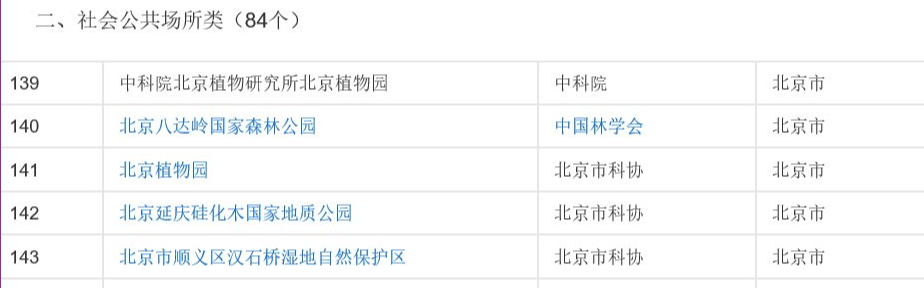 二、社会公共场所类（84个）
139 中科院北京植物研究所北京植物园 中科院 北京市
140 北京八达岭国家森林公园 中国林学会 北京市
141 北京植物园 北京市科协 北京市
142 北京延庆硅化木国家地质公园 北京市科协 北京市
143 北京市顺义区汉石桥湿地自然保护区 北京市科协 北京市